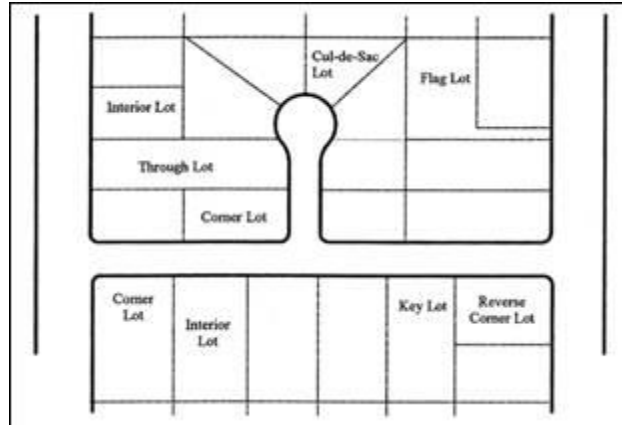 Cul-de-Sac
Lot
Flag Lot
Interior Lot
Through Lot
Corner Lot
Corner
Lot
Interior
Lot
Key Lot
Reverse
Corner Lot